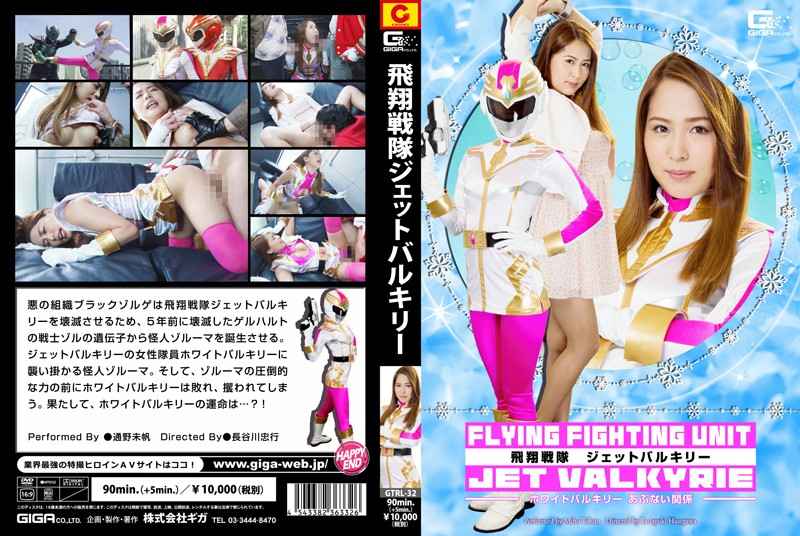 GIGA
飛翔戦隊ジェットバルキリー
悪の組織ブラックゾルゲは飛翔戦隊ジェットバルキ
リーを壊滅させるため、5年前に壊滅したゲルハルト
の戦士ゾルの遺伝子から怪人ゾルーマを誕生させる。
ジェットバルキリーの女性隊員ホワイトバルキリーに
襲い掛かる怪人ゾルーマ。そして、ゾルーマの圧倒的
な力の前にホワイトバルキリーは敗れ、攫われてしま
う。果たして、ホワイトバルキリーの運命は…?!
Performed By ●通野未帆 Directed By●長谷川忠行
HAPPY END
業界最強の特撮ヒロインAVサイトはココ! www.giga-web.jp/
DVD
16:9
90min.(+5min.)/¥10,000(税別)
GIGA CO.,LTD. 企画・製作・著作 株式会社ギガ TEL 03-3444-8470
GTRL-32
90min.
(+5min.)
¥10,000
(税別)
4543382363326
GIGA
FLYING FIGHTING UNIT
飛翔戦隊 ジェットバルキリー
JET VALKYRIE
ホワイトバルキリー あぶない関係